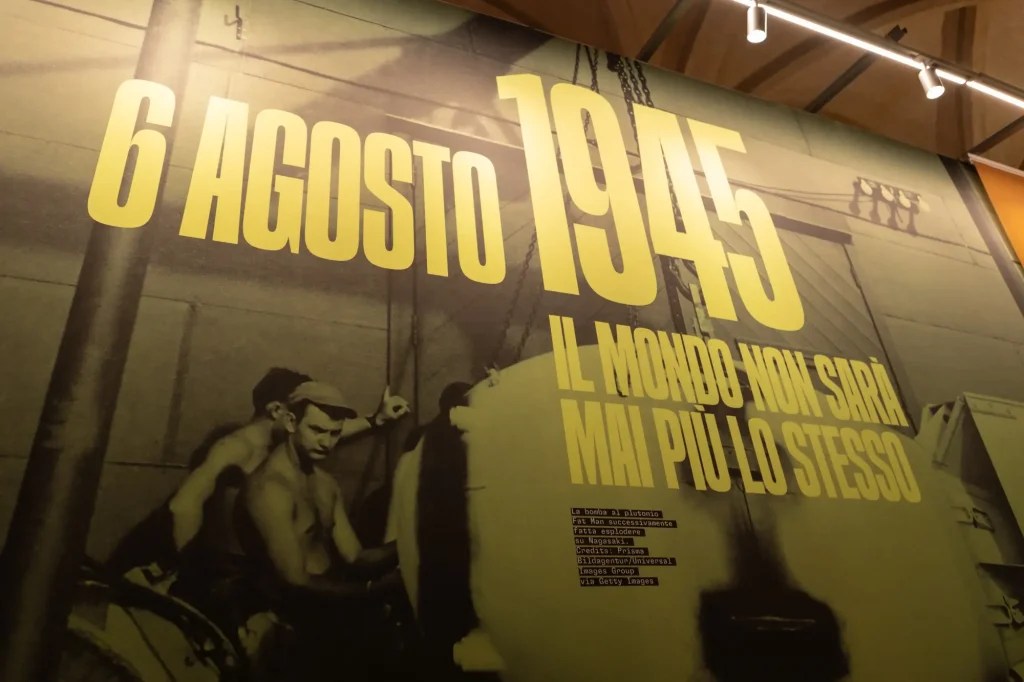 6 AGOSTO 1945
IL MONDO NON SARÀ
MAI PIÙ LO STESSO
La bomba al plutonio
Fat Man successivamente
fatta esplodere
su Nagasaki.
Credits: Prisma
Bildagentur/Universal
Images Group
via Getty Images